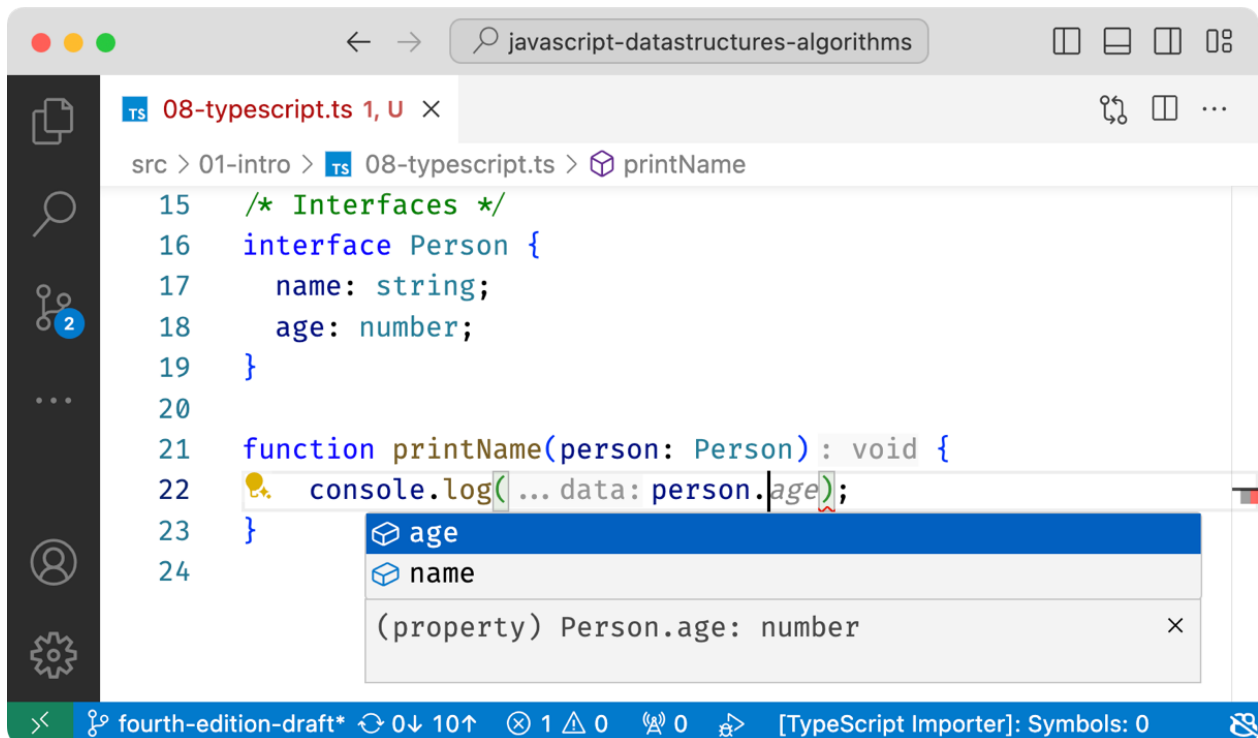 javascript-datastructures-algorithms
TS 08-typescript.ts 1, U
src > 01-intro > TS 08-typescript.ts > printName
15 /* Interfaces */
16 interface Person {
17 name: string;
18 age: number;
19 }
20
21 function printName(person: Person): void {
22 console.log(...data: person.age);
23 }
24
age
name
(property) Person.age: number
2
fourth-edition-draft* 0↓ 10↑ 1 0 0 [TypeScript Importer]: Symbols: 0